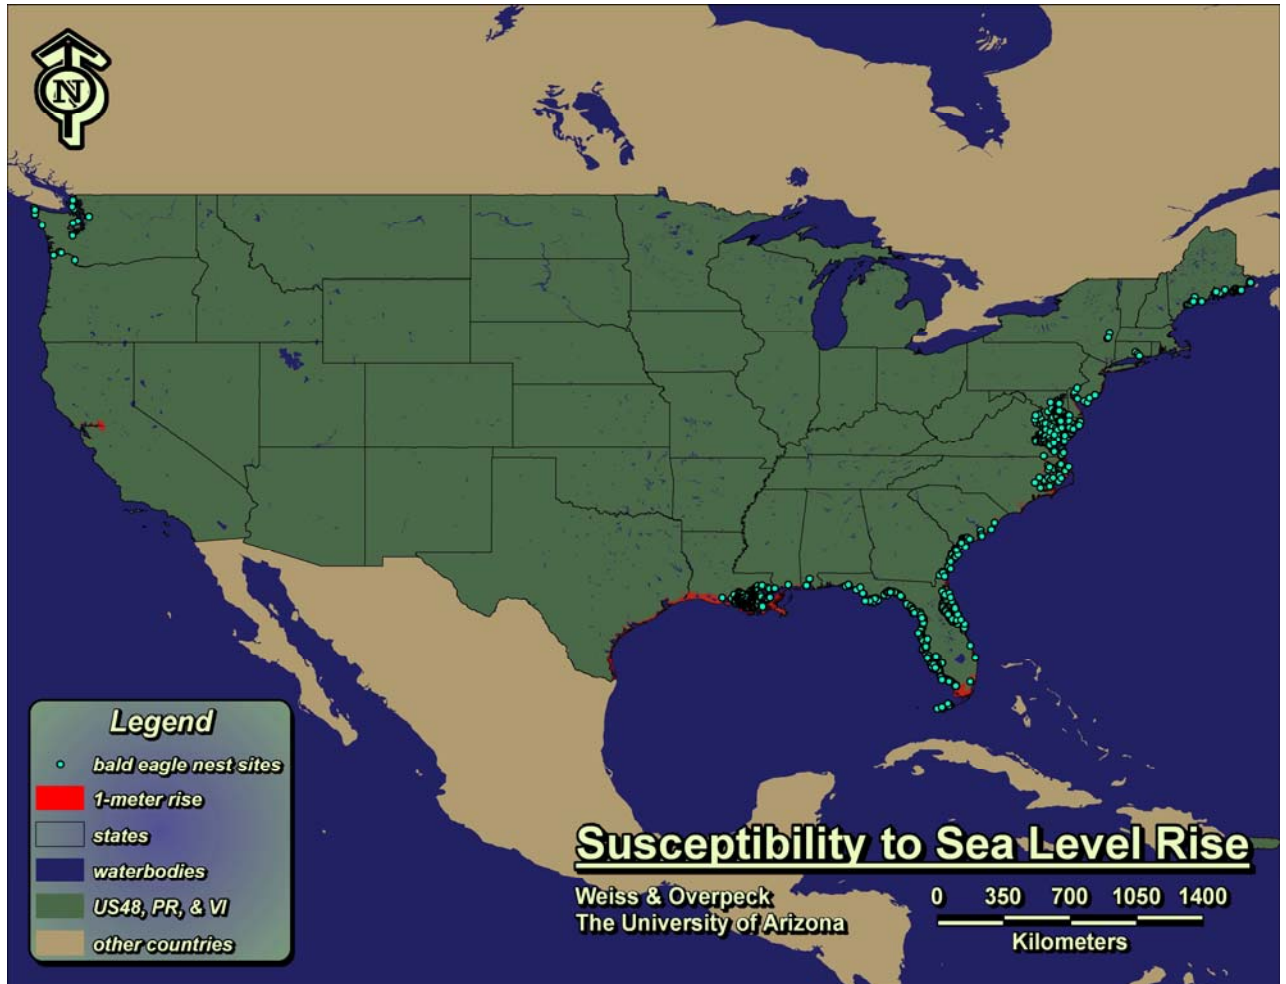 N
Legend
bald eagle nest sites
1-meter rise
states
waterbodies
US48, PR, & VI
other countries
Susceptibility to Sea Level Rise
Weiss & Overpeck
The University of Arizona
0 350 700 1050 1400
Kilometers